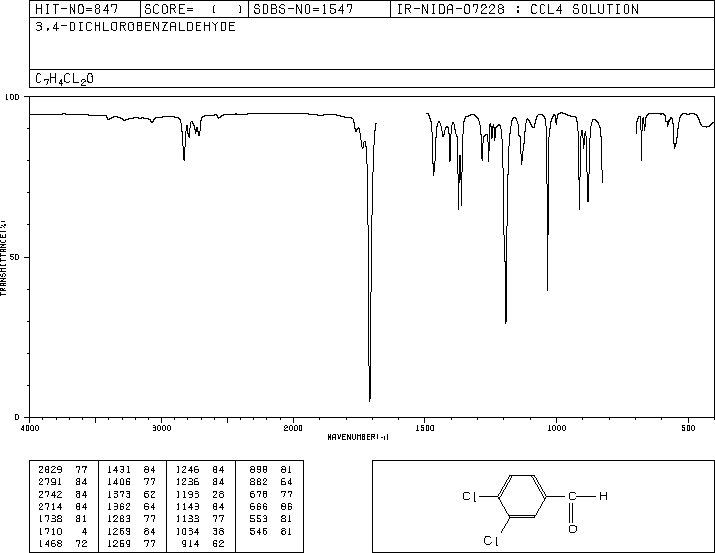 HIT-NO=847 SCORE= ( ) SDBS-NO=1547 IR-NIDA-07228 : CCL4 SOLUTION
3,4-DICHLOROBENZALDEHYDE
C7H4CL2O
100
50
0
TRANSMITTANCE(%)
4000 3000 2000 1500 1000 500
WAVENUMBER(-1)
2829 77 1431 84 1246 84 898 81
2791 84 1406 77 1236 84 882 64
2742 84 1373 62 1193 28 678 77
2714 84 1362 64 1143 84 666 86
1738 81 1283 77 1133 77 553 81
1710 4 1269 84 1034 38 546 81
1468 72 1259 77 914 62
Cl C H
Cl O